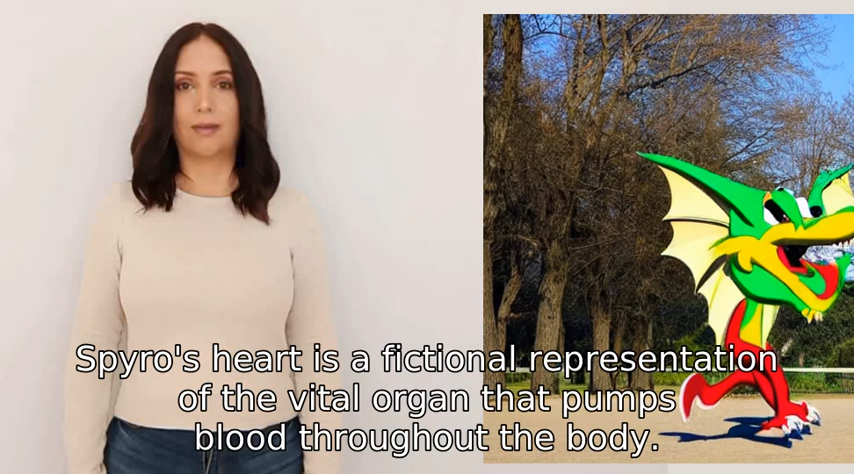 Spyro's heart is a fictional representation
of the vital organ that pumps
blood throughout the body.